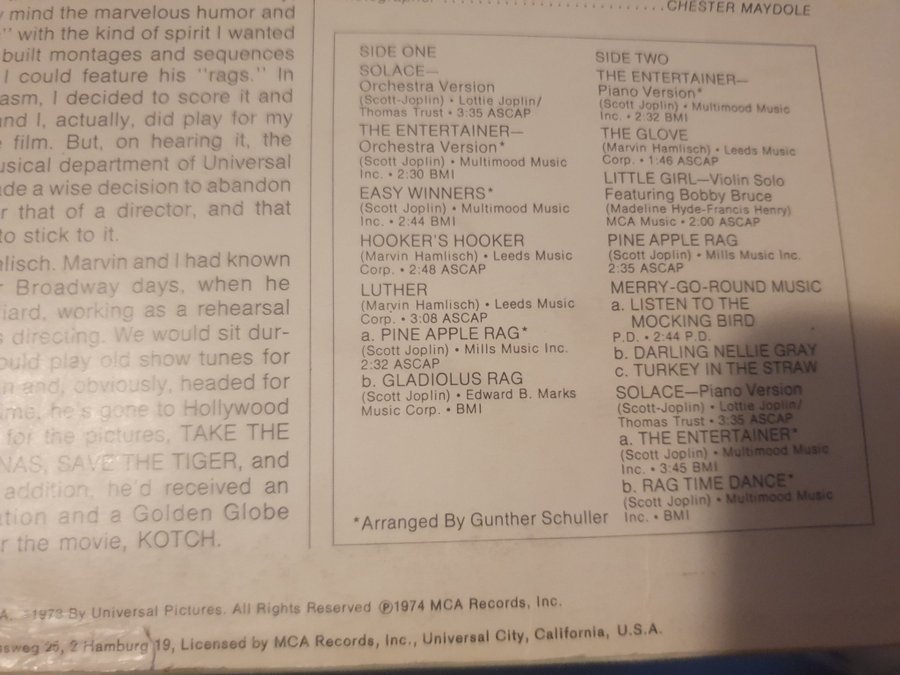 CHESTER MAYDOLE
mind the marvelous humor and
" with the kind of spirit I wanted
built montages and sequences
I could feature his "rags." In
asm, I decided to score it and
nd I, actually, did play for my
film. But, on hearing it, the
usical department of Universal
de a wise decision to abandon
r that of a director, and that
to stick to it.
lisch. Marvin and I had known
r Broadway days, when he
iard, working as a rehearsal
directing. We would sit dur-
ould play old show tunes for
n and, obviously, headed for
me, he's gone to Hollywood
for the pictures, TAKE THE
NAS, SAVE THE TIGER, and
addition, he'd received an
ation and a Golden Globe
r the movie, KOTCH.
SIDE ONE
SOLACE—
Orchestra Version
(Scott-Joplin) • Lottie Joplin/
Thomas Trust • 3:35 ASCAP
THE ENTERTAINER—
Orchestra Version*
(Scott Joplin) • Multimood Music
Inc. • 2:30 BMI
EASY WINNERS*
(Scott Joplin) • Multimood Music
Inc. • 2:44 BMI
HOOKER'S HOOKER
(Marvin Hamlisch) • Leeds Music
Corp. • 2:48 ASCAP
LUTHER
(Marvin Hamlisch) • Leeds Music
Corp. • 3:08 ASCAP
a. PINE APPLE RAG*
(Scott Joplin) • Mills Music Inc.
2:32 ASCAP
b. GLADIOLUS RAG
(Scott Joplin) • Edward B. Marks
Music Corp. • BMI
*Arranged By Gunther Schuller
SIDE TWO
THE ENTERTAINER—
Piano Version*
(Scott Joplin) • Multimood Music
Inc. • 2:32 BMI
THE GLOVE
(Marvin Hamlisch) • Leeds Music
Corp. • 1:46 ASCAP
LITTLE GIRL—Violin Solo
Featuring Bobby Bruce
(Madeline Hyde-Francis Henry)
MCA Music • 2:00 ASCAP
PINE APPLE RAG
(Scott Joplin) • Mills Music Inc.
2:35 ASCAP
MERRY-GO-ROUND MUSIC
a. LISTEN TO THE
MOCKING BIRD
P.D. • 2:44 P.D.
b. DARLING NELLIE GRAY
c. TURKEY IN THE STRAW
SOLACE—Piano Version
(Scott-Joplin) • Lottie Joplin/
Thomas Trust • 3:35 ASCAP
a. THE ENTERTAINER*
(Scott Joplin) • Multimood Music
Inc. • 3:45 BMI
b. RAG TIME DANCE*
(Scott Joplin) • Multimood Music
Inc. • BMI
A. ©1973 By Universal Pictures. All Rights Reserved ℗1974 MCA Records, Inc.
sweg 25, 2 Hamburg 19, Licensed by MCA Records, Inc., Universal City, California, U.S.A.